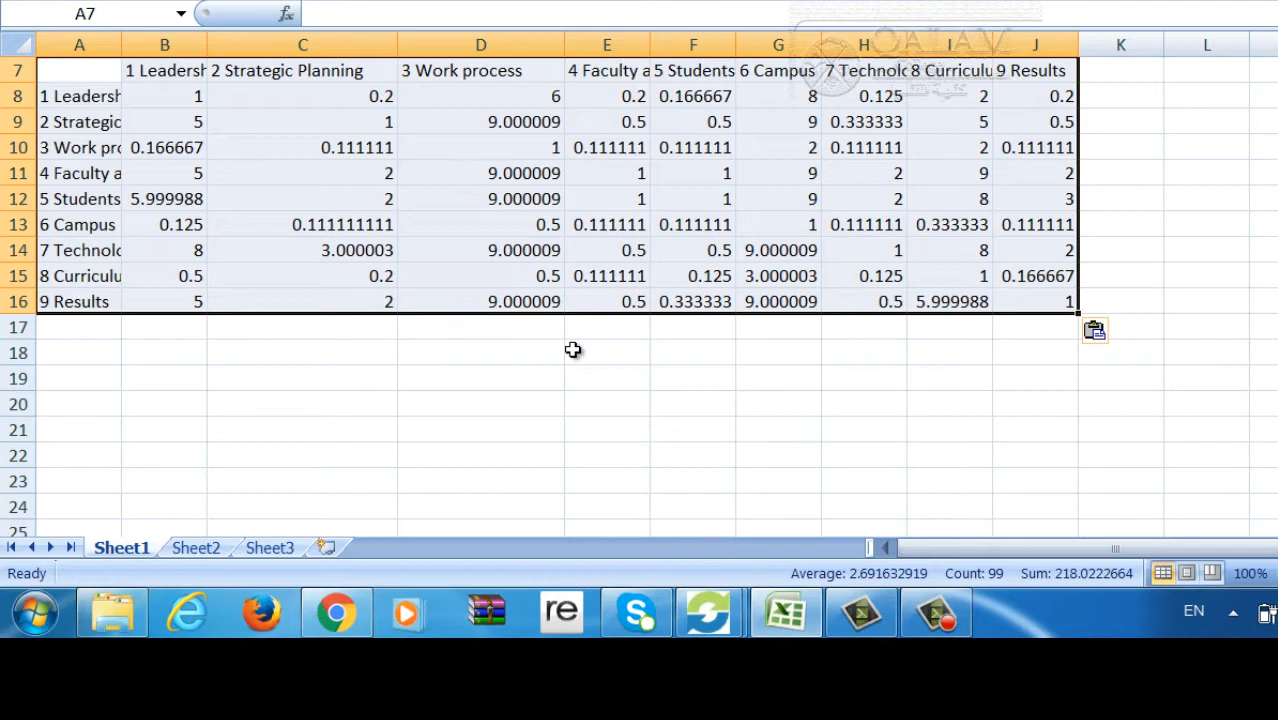 A7
fx
A B C D E F G H I J K L
7 1 Leadersh 2 Strategic Planning 3 Work process 4 Faculty a 5 Students 6 Campus 7 Technolo 8 Curriculu 9 Results
8 1 Leadersh 1 0.2 6 0.2 0.166667 8 0.125 2 0.2
9 2 Strategic 5 1 9.000009 0.5 0.5 9 0.333333 5 0.5
10 3 Work pro 0.166667 0.111111 1 0.111111 0.111111 2 0.111111 2 0.111111
11 4 Faculty a 5 2 9.000009 1 1 9 2 9 2
12 5 Students 5.999988 2 9.000009 1 1 9 2 8 3
13 6 Campus 0.125 0.111111111 0.5 0.111111 0.111111 1 0.111111 0.333333 0.111111
14 7 Technolo 8 3.000003 9.000009 0.5 0.5 9.000009 1 8 2
15 8 Curriculu 0.5 0.2 0.5 0.111111 0.125 3.000003 0.125 1 0.166667
16 9 Results 5 2 9.000009 0.5 0.333333 9.000009 0.5 5.999988 1
17
18
19
20
21
22
23
24
25
Sheet1 Sheet2 Sheet3
Ready Average: 2.691632919 Count: 99 Sum: 218.0222664 100%
re EN